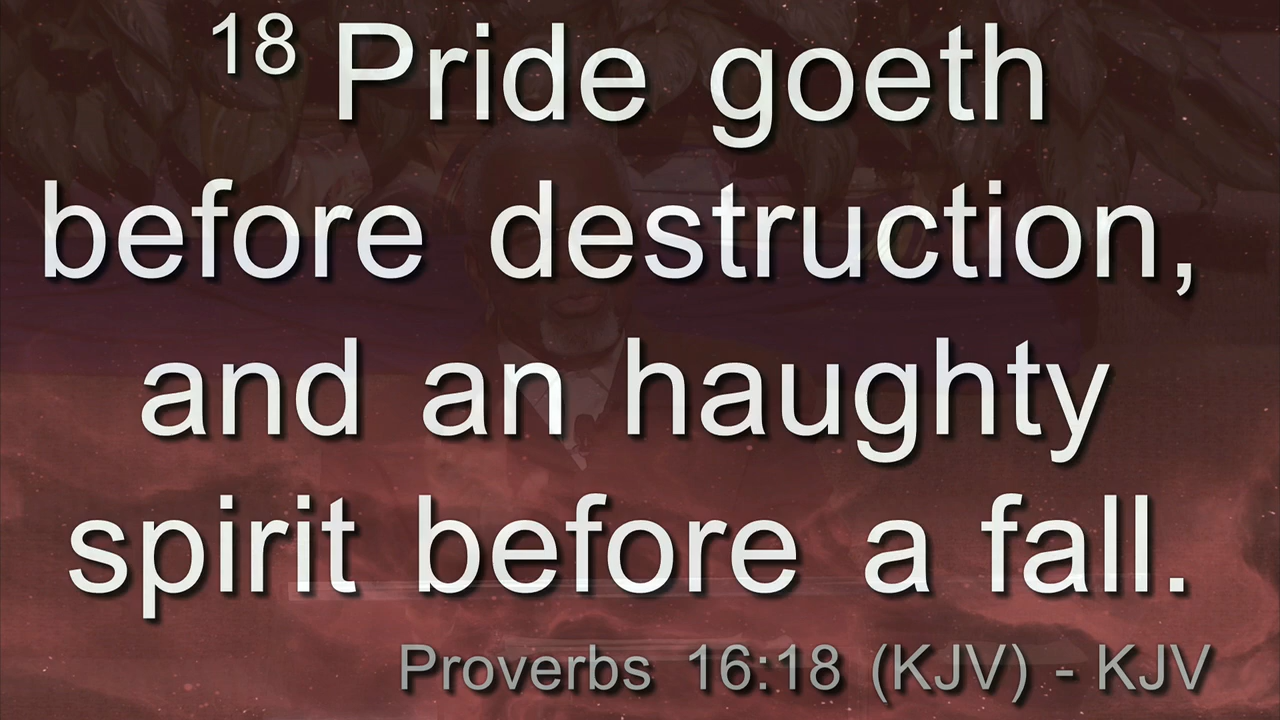 18 Pride goeth
before destruction,
and an haughty
spirit before a fall.
Proverbs 16:18 (KJV) - KJV